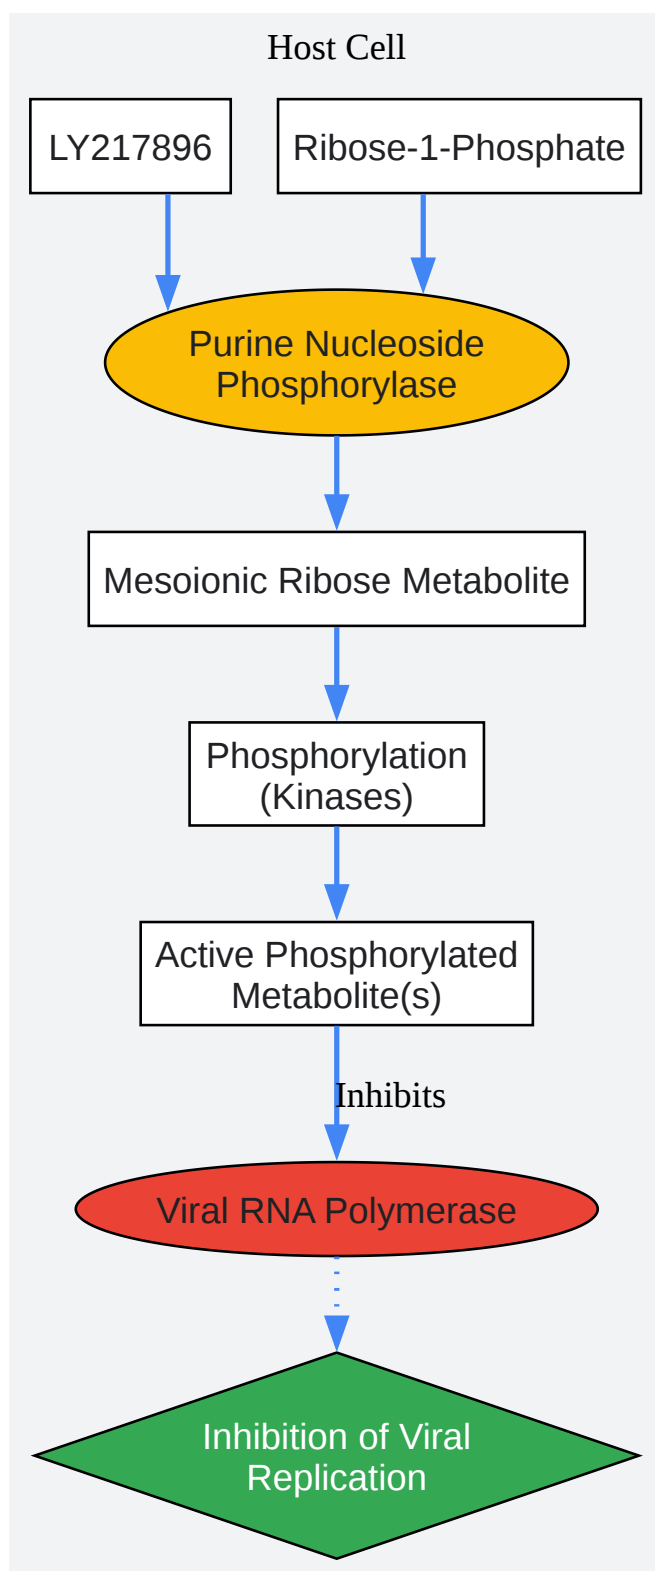 Host Cell
LY217896
Ribose-1-Phosphate
Purine Nucleoside
Phosphorylase
Mesoionic Ribose Metabolite
Phosphorylation
(Kinases)
Active Phosphorylated
Metabolite(s)
Inhibits
Viral RNA Polymerase
Inhibition of Viral
Replication